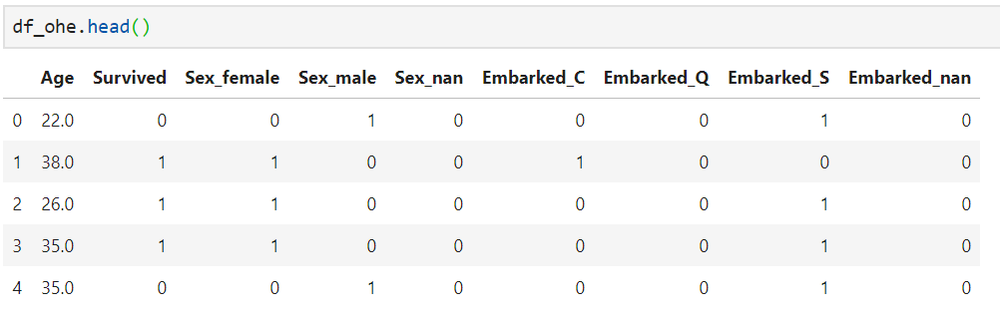 df_ohe.head()
Age Survived Sex_female Sex_male Sex_nan Embarked_C Embarked_Q Embarked_S Embarked_nan
0 22.0 0 0 1 0 0 0 1 0
1 38.0 1 1 0 0 1 0 0 0
2 26.0 1 1 0 0 0 0 1 0
3 35.0 1 1 0 0 0 0 1 0
4 35.0 0 0 1 0 0 0 1 0